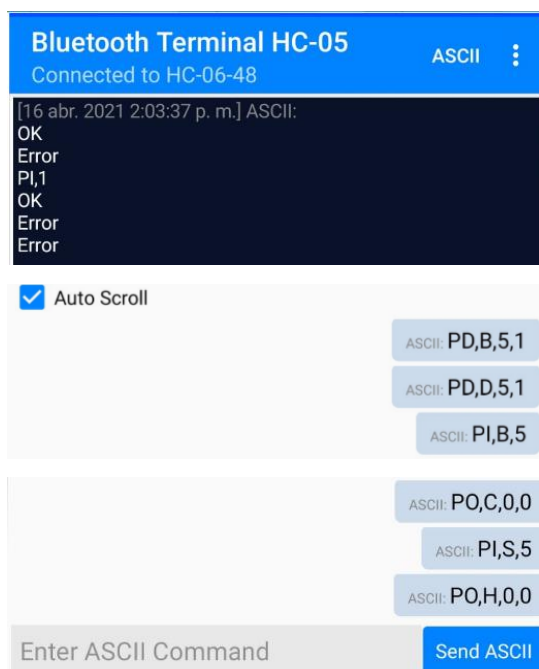 Bluetooth Terminal HC-05
ASCII
Connected to HC-06-48
[16 abr. 2021 2:03:37 p. m.] ASCII:
OK
Error
PI,1
OK
Error
Error
Auto Scroll
ASCII: PD,B,5,1
ASCII: PD,D,5,1
ASCII: PI,B,5
ASCII: PO,C,0,0
ASCII: PI,S,5
ASCII: PO,H,0,0
Enter ASCII Command
Send ASCII